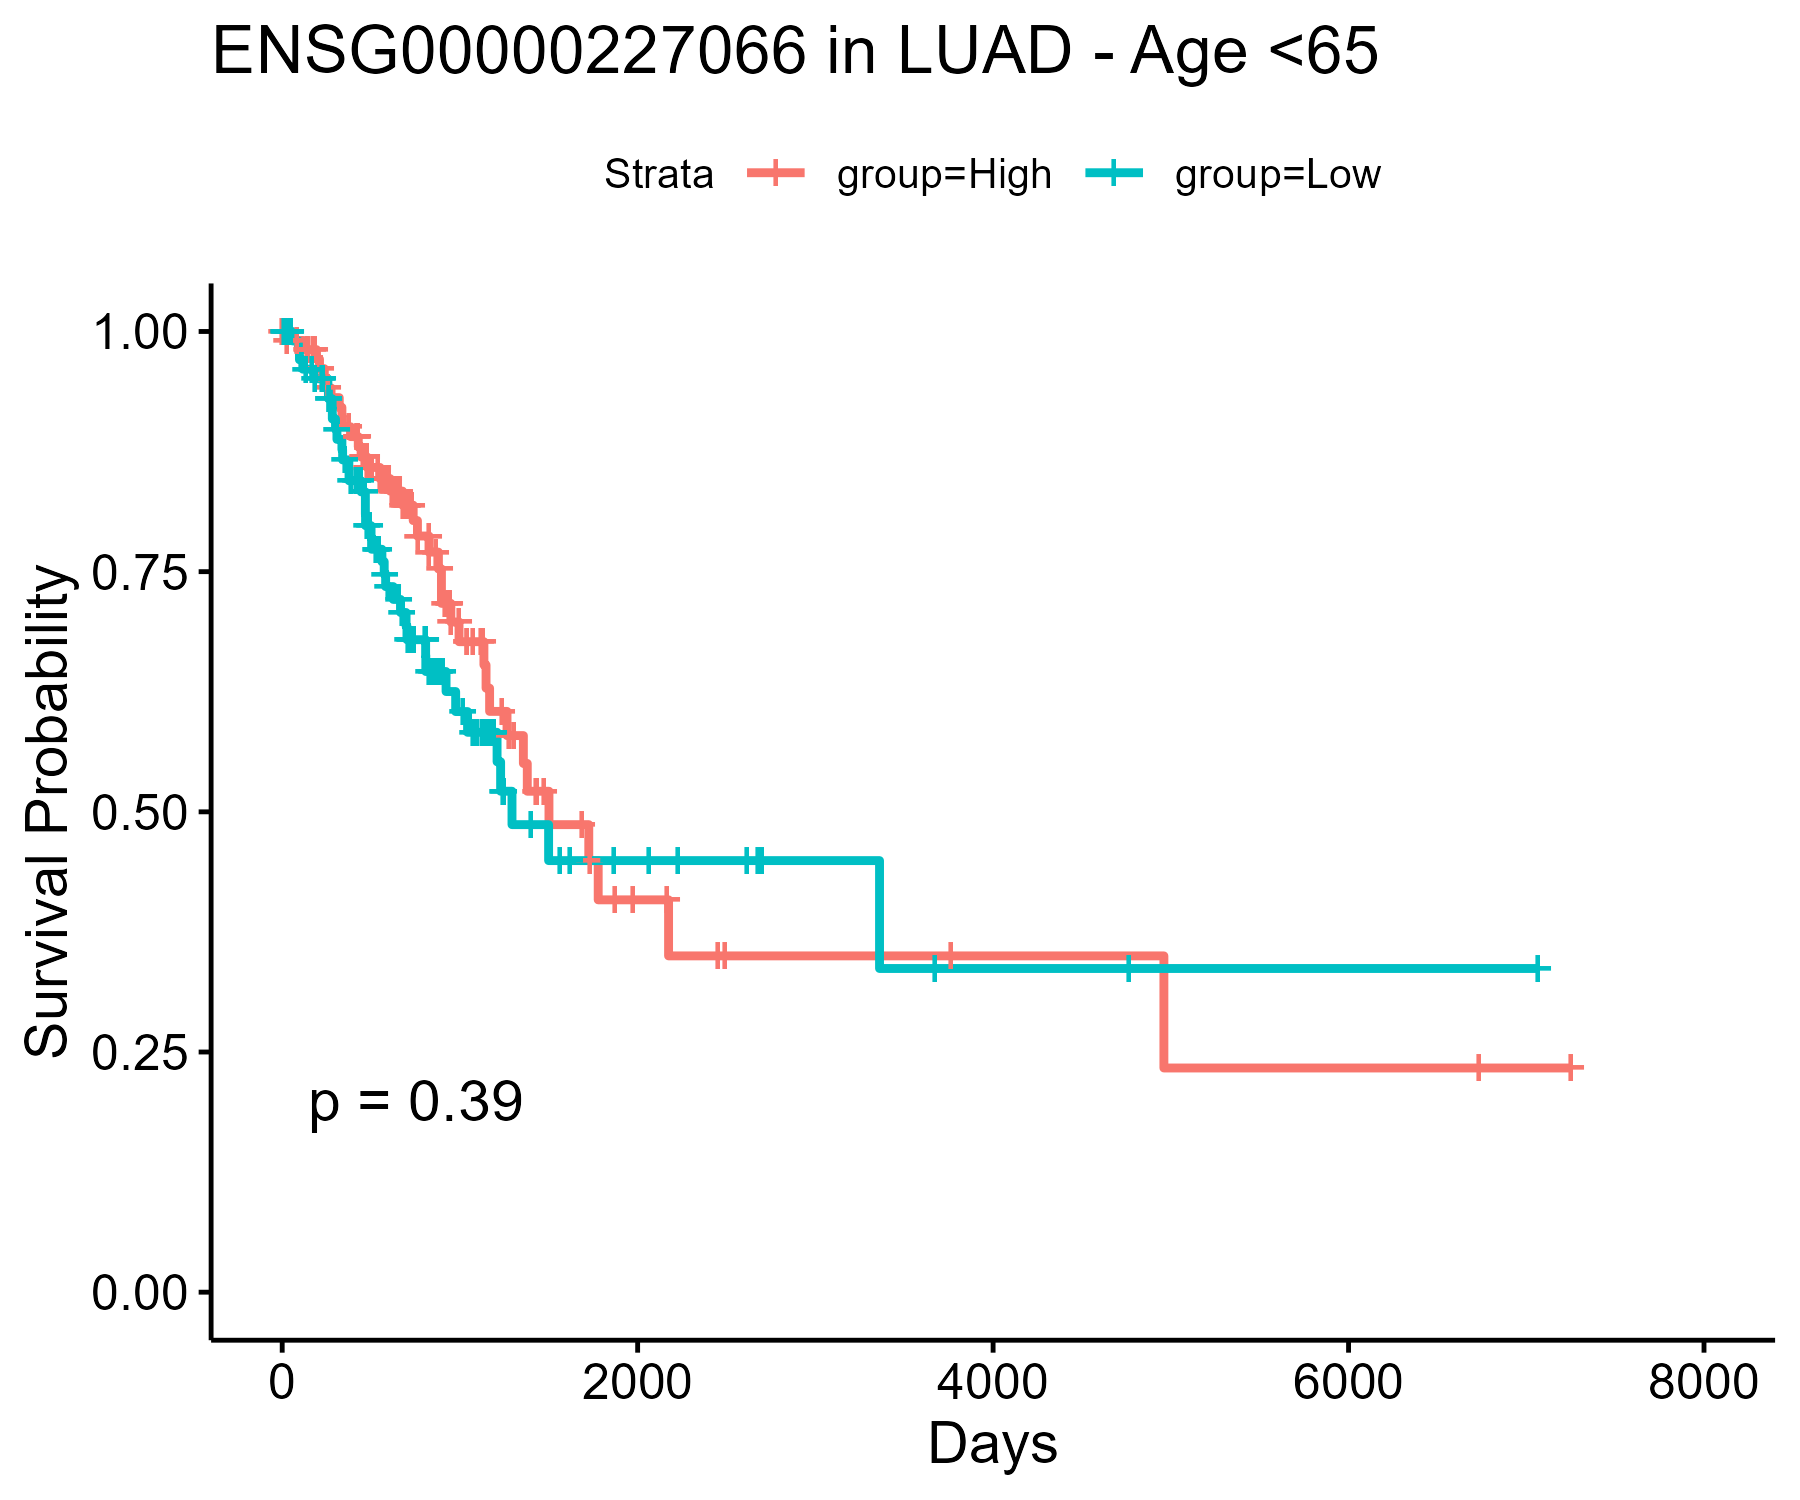 ENSG00000227066 in LUAD - Age <65
Strata group=High group=Low
1.00
0.75
0.50
0.25
0.00
Survival Probability
p = 0.39
0 2000 4000 6000 8000
Days